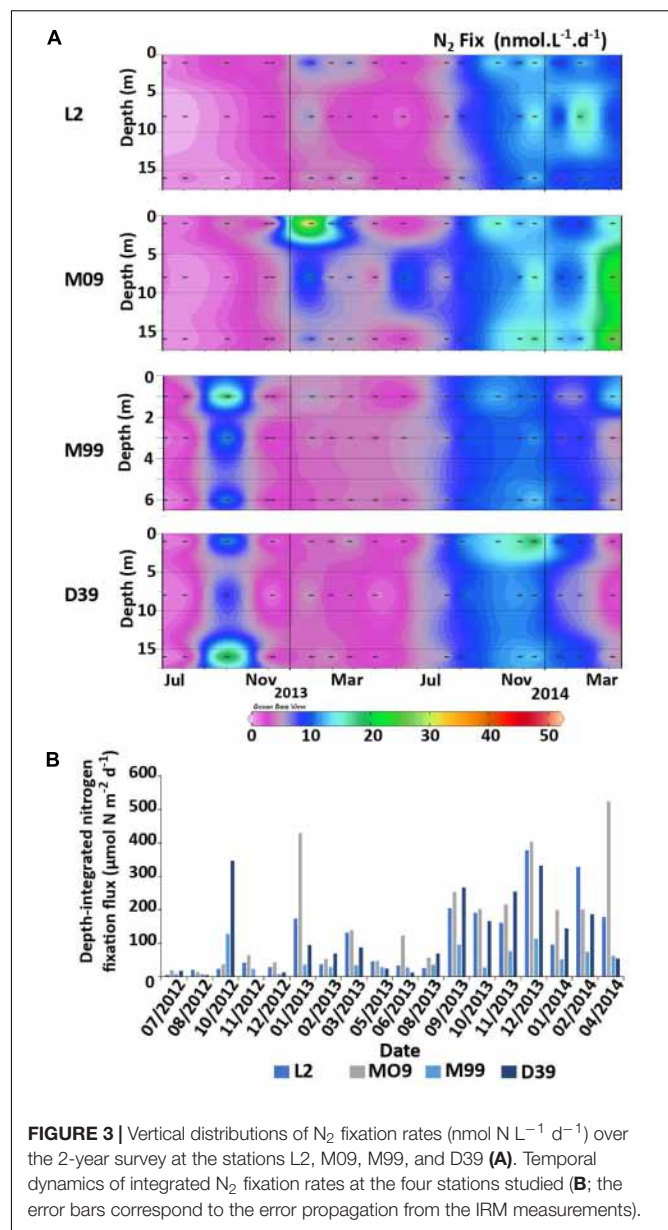 A
N₂ Fix (nmol.L⁻¹.d⁻¹)
L2
Depth (m)
0
5
10
15
M09
Depth (m)
0
5
10
15
M99
Depth (m)
0
2
4
6
D39
Depth (m)
0
5
10
15
Jul Nov Mar Jul Nov Mar
2013 2014
Ocean Data View
0 10 20 30 40 50
B
Depth-integrated nitrogen
fixation flux (µmol N m⁻² d⁻¹)
600
500
400
300
200
100
0
07/2012 08/2012 10/2012 11/2012 12/2012 01/2013 02/2013 03/2013 05/2013 06/2013 08/2013 09/2013 10/2013 11/2013 12/2013 01/2014 02/2014 04/2014
Date
L2 MO9 M99 D39
FIGURE 3 | Vertical distributions of N₂ fixation rates (nmol N L⁻¹ d⁻¹) over
the 2-year survey at the stations L2, M09, M99, and D39 (A). Temporal
dynamics of integrated N₂ fixation rates at the four stations studied (B; the
error bars correspond to the error propagation from the IRM measurements).